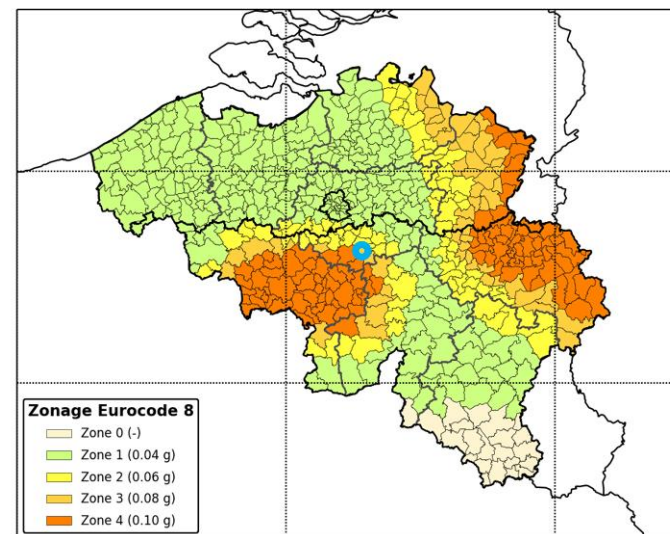 Zonage Eurocode 8
Zone 0 (-)
Zone 1 (0.04 g)
Zone 2 (0.06 g)
Zone 3 (0.08 g)
Zone 4 (0.10 g)